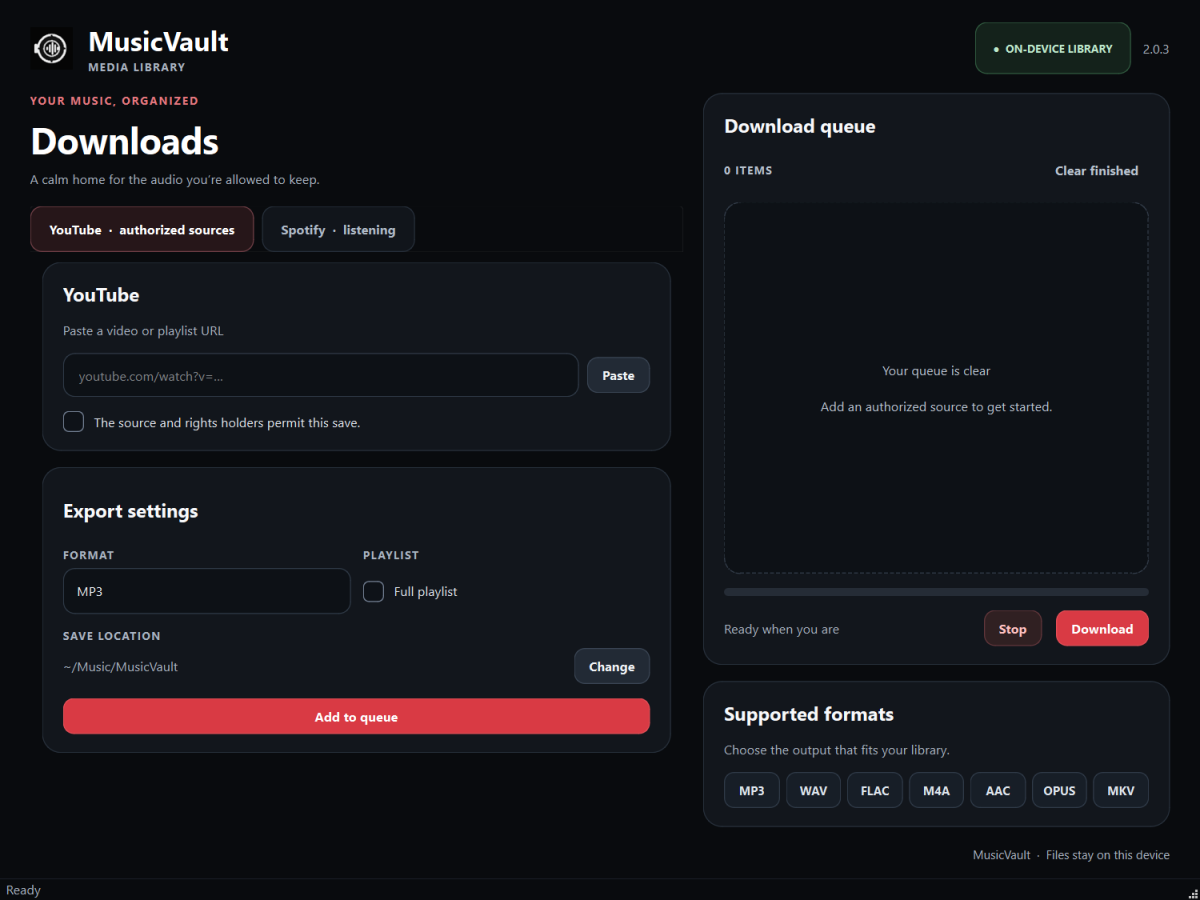 MusicVault
MEDIA LIBRARY
● ON-DEVICE LIBRARY
2.0.3
YOUR MUSIC, ORGANIZED
Downloads
A calm home for the audio you’re allowed to keep.
YouTube · authorized sources
Spotify · listening
YouTube
Paste a video or playlist URL
youtube.com/watch?v=...
Paste
The source and rights holders permit this save.
Export settings
FORMAT
PLAYLIST
MP3
Full playlist
SAVE LOCATION
~/Music/MusicVault
Change
Add to queue
Download queue
0 ITEMS
Clear finished
Your queue is clear
Add an authorized source to get started.
Ready when you are
Stop
Download
Supported formats
Choose the output that fits your library.
MP3
WAV
FLAC
M4A
AAC
OPUS
MKV
MusicVault · Files stay on this device
Ready